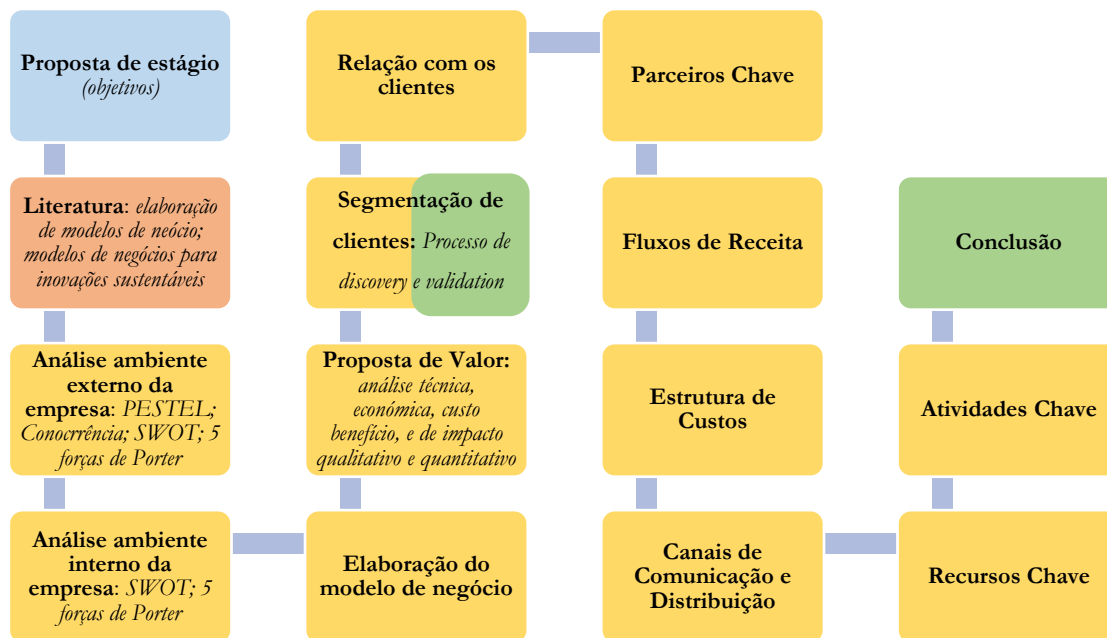 Proposta de estágio
(objetivos)
Literatura: elaboração
de modelos de neócio;
modelos de negócios para
inovações sustentáveis
Análise ambiente
externo da
empresa: PESTEL;
Conocrrência; SWOT; 5
forças de Porter
Análise ambiente
interno da
empresa: SWOT; 5
forças de Porter
Elaboração do
modelo de negócio
Proposta de Valor:
análise técnica,
económica, custo
benefício, e de impacto
qualitativo e quantitativo
Segmentação de
clientes: Processo de
discovery e validation
Relação com os
clientes
Parceiros Chave
Fluxos de Receita
Estrutura de
Custos
Canais de
Comunicação e
Distribuição
Recursos Chave
Atividades Chave
Conclusão